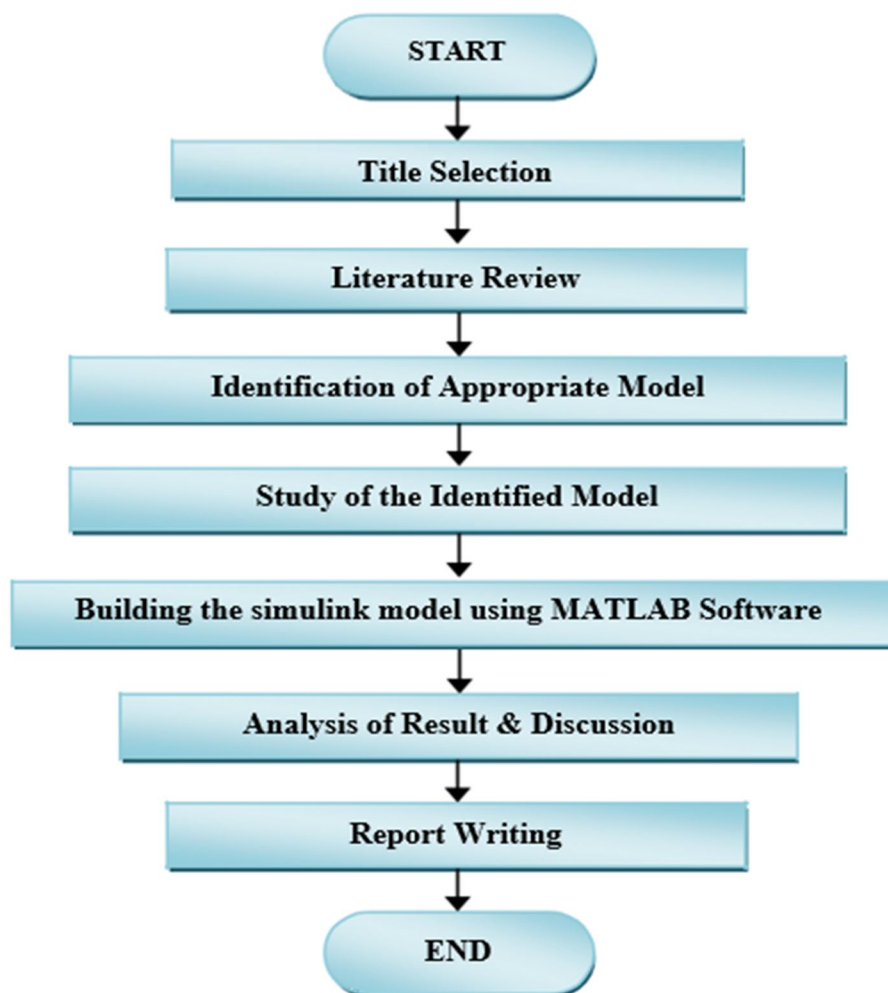 START
Title Selection
Literature Review
Identification of Appropriate Model
Study of the Identified Model
Building the simulink model using MATLAB Software
Analysis of Result & Discussion
Report Writing
END